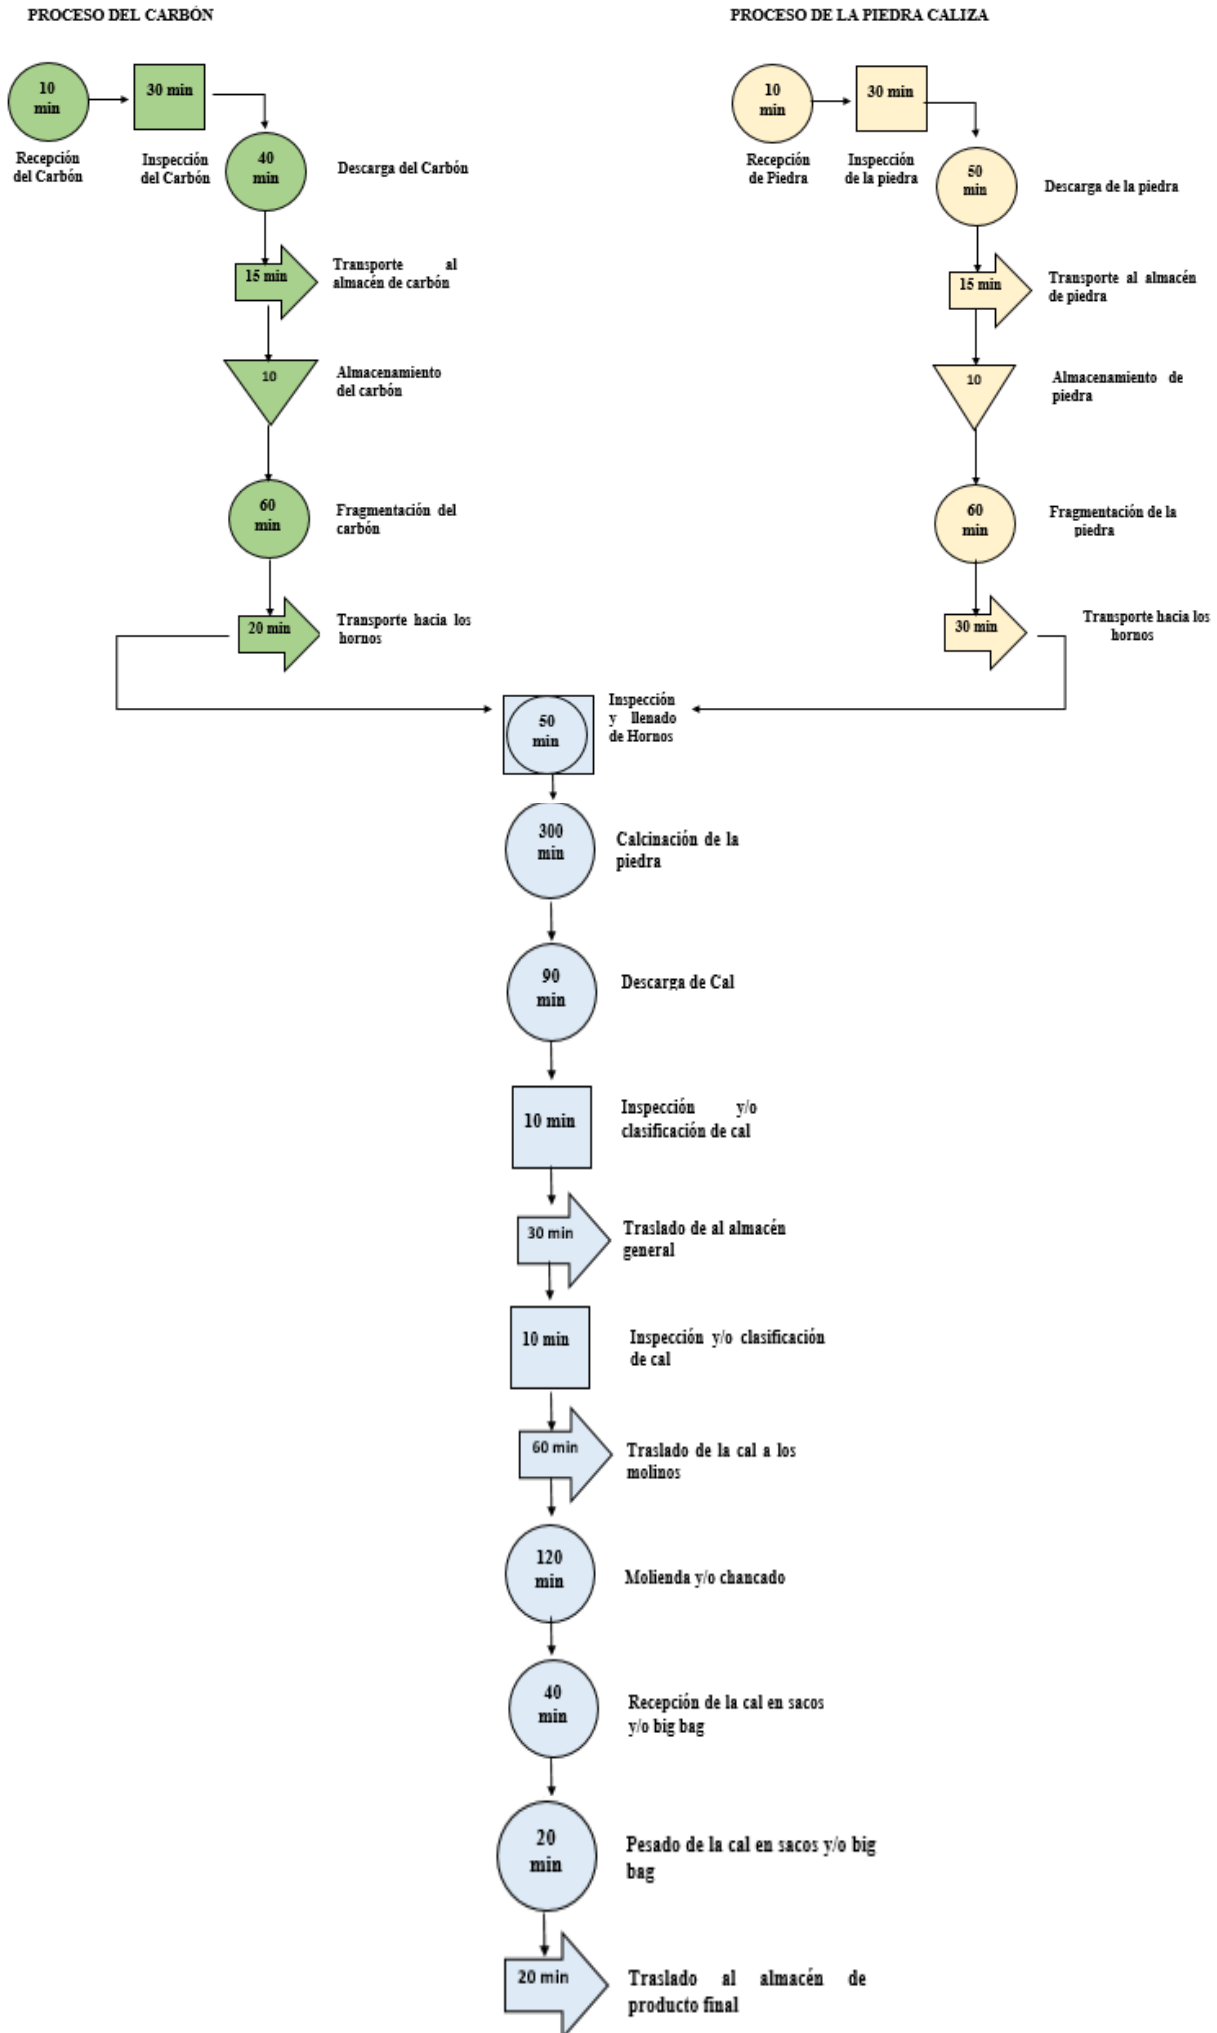 PROCESO DEL CARBÓN
10
min
30 min
Recepción
del Carbón
Inspección
del Carbón
40
min
Descarga del Carbón
15 min
Transporte al
almacén de carbón
10
Almacenamiento
del carbón
60
min
Fragmentación del
carbón
20 min
Transporte hacia los
hornos
PROCESO DE LA PIEDRA CALIZA
10
min
30 min
Recepción
de Piedra
Inspección
de la piedra
50
min
Descarga de la piedra
15 min
Transporte al almacén
de piedra
10
Almacenamiento de
piedra
60
min
Fragmentación de la
piedra
30 min
Transporte hacia los
hornos
50
min
Inspección
y llenado
de Hornos
300
min
Calcinación de la
piedra
90
min
Descarga de Cal
10 min
Inspección y/o
clasificación de cal
30 min
Traslado de al almacén
general
10 min
Inspección y/o clasificación
de cal
60 min
Traslado de la cal a los
molinos
120
min
Molienda y/o chancado
40
min
Recepción de la cal en sacos
y/o big bag
20
min
Pesado de la cal en sacos y/o big
bag
20 min
Traslado al almacén de
producto final